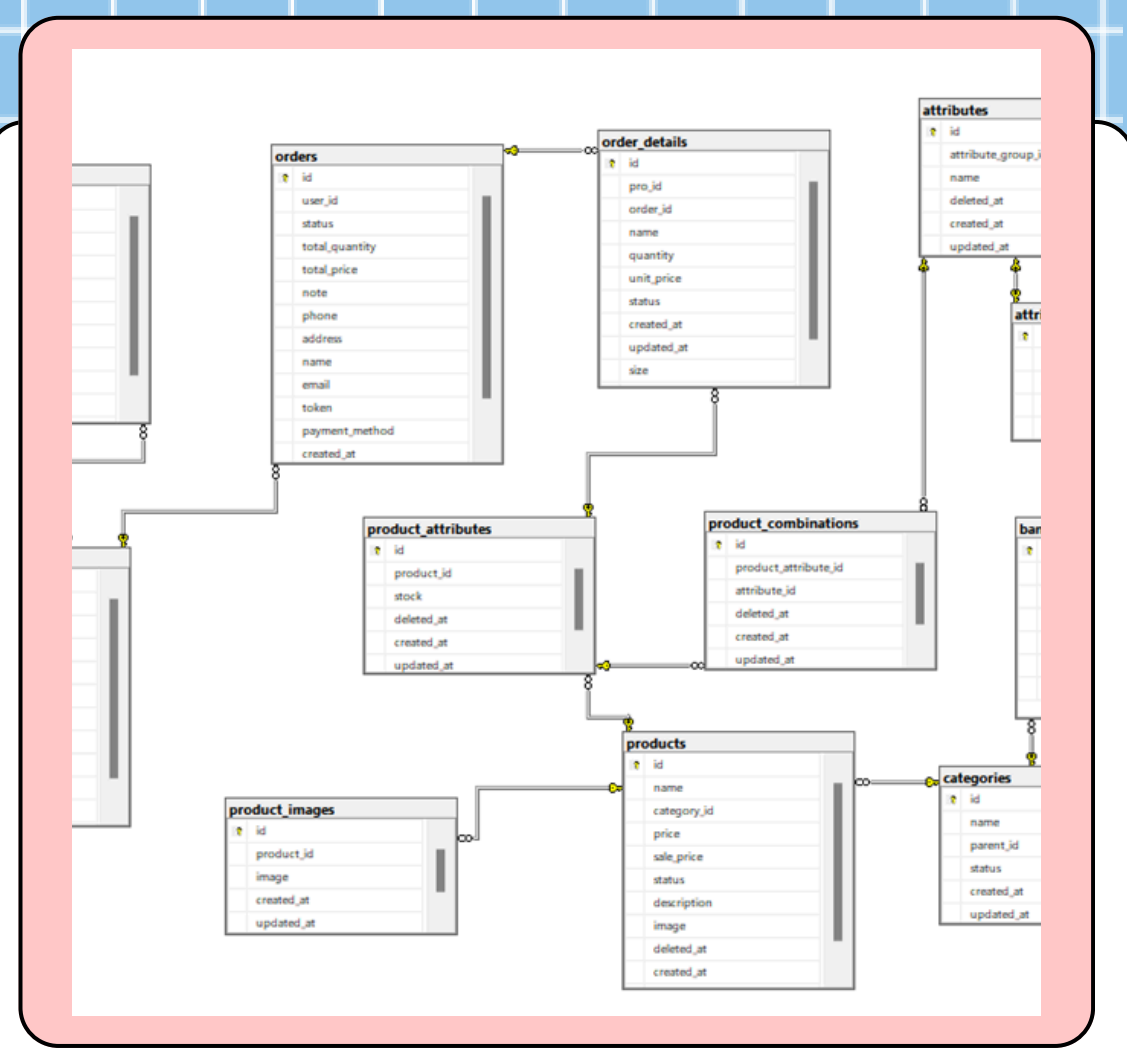 orders
id
user_id
status
total_quantity
total_price
note
phone
address
name
email
token
payment_method
created_at
order_details
id
pro_id
order_id
name
quantity
unit_price
status
created_at
updated_at
size
attributes
id
attribute_group_i
name
deleted_at
created_at
updated_at
attri
product_attributes
id
product_id
stock
deleted_at
created_at
updated_at
product_combinations
id
product_attribute_id
attribute_id
deleted_at
created_at
updated_at
ban
product_images
id
product_id
image
created_at
updated_at
products
id
name
category_id
price
sale_price
status
description
image
deleted_at
created_at
categories
id
name
parent_id
status
created_at
updated_at